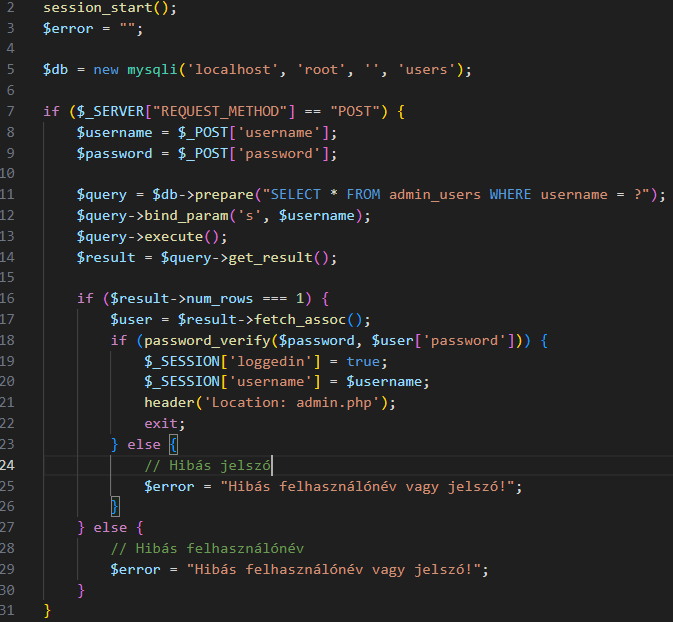 2 session_start();
3 $error = "";
4
5 $db = new mysqli('localhost', 'root', '', 'users');
6
7 if ($_SERVER["REQUEST_METHOD"] == "POST") {
8 $username = $_POST['username'];
9 $password = $_POST['password'];
10
11 $query = $db->prepare("SELECT * FROM admin_users WHERE username = ?");
12 $query->bind_param('s', $username);
13 $query->execute();
14 $result = $query->get_result();
15
16 if ($result->num_rows === 1) {
17 $user = $result->fetch_assoc();
18 if (password_verify($password, $user['password'])) {
19 $_SESSION['loggedin'] = true;
20 $_SESSION['username'] = $username;
21 header('Location: admin.php');
22 exit;
23 } else {
24 // Hibás jelszó
25 $error = "Hibás felhasználónév vagy jelszó!";
26 }
27 } else {
28 // Hibás felhasználónév
29 $error = "Hibás felhasználónév vagy jelszó!";
30 }
31 }